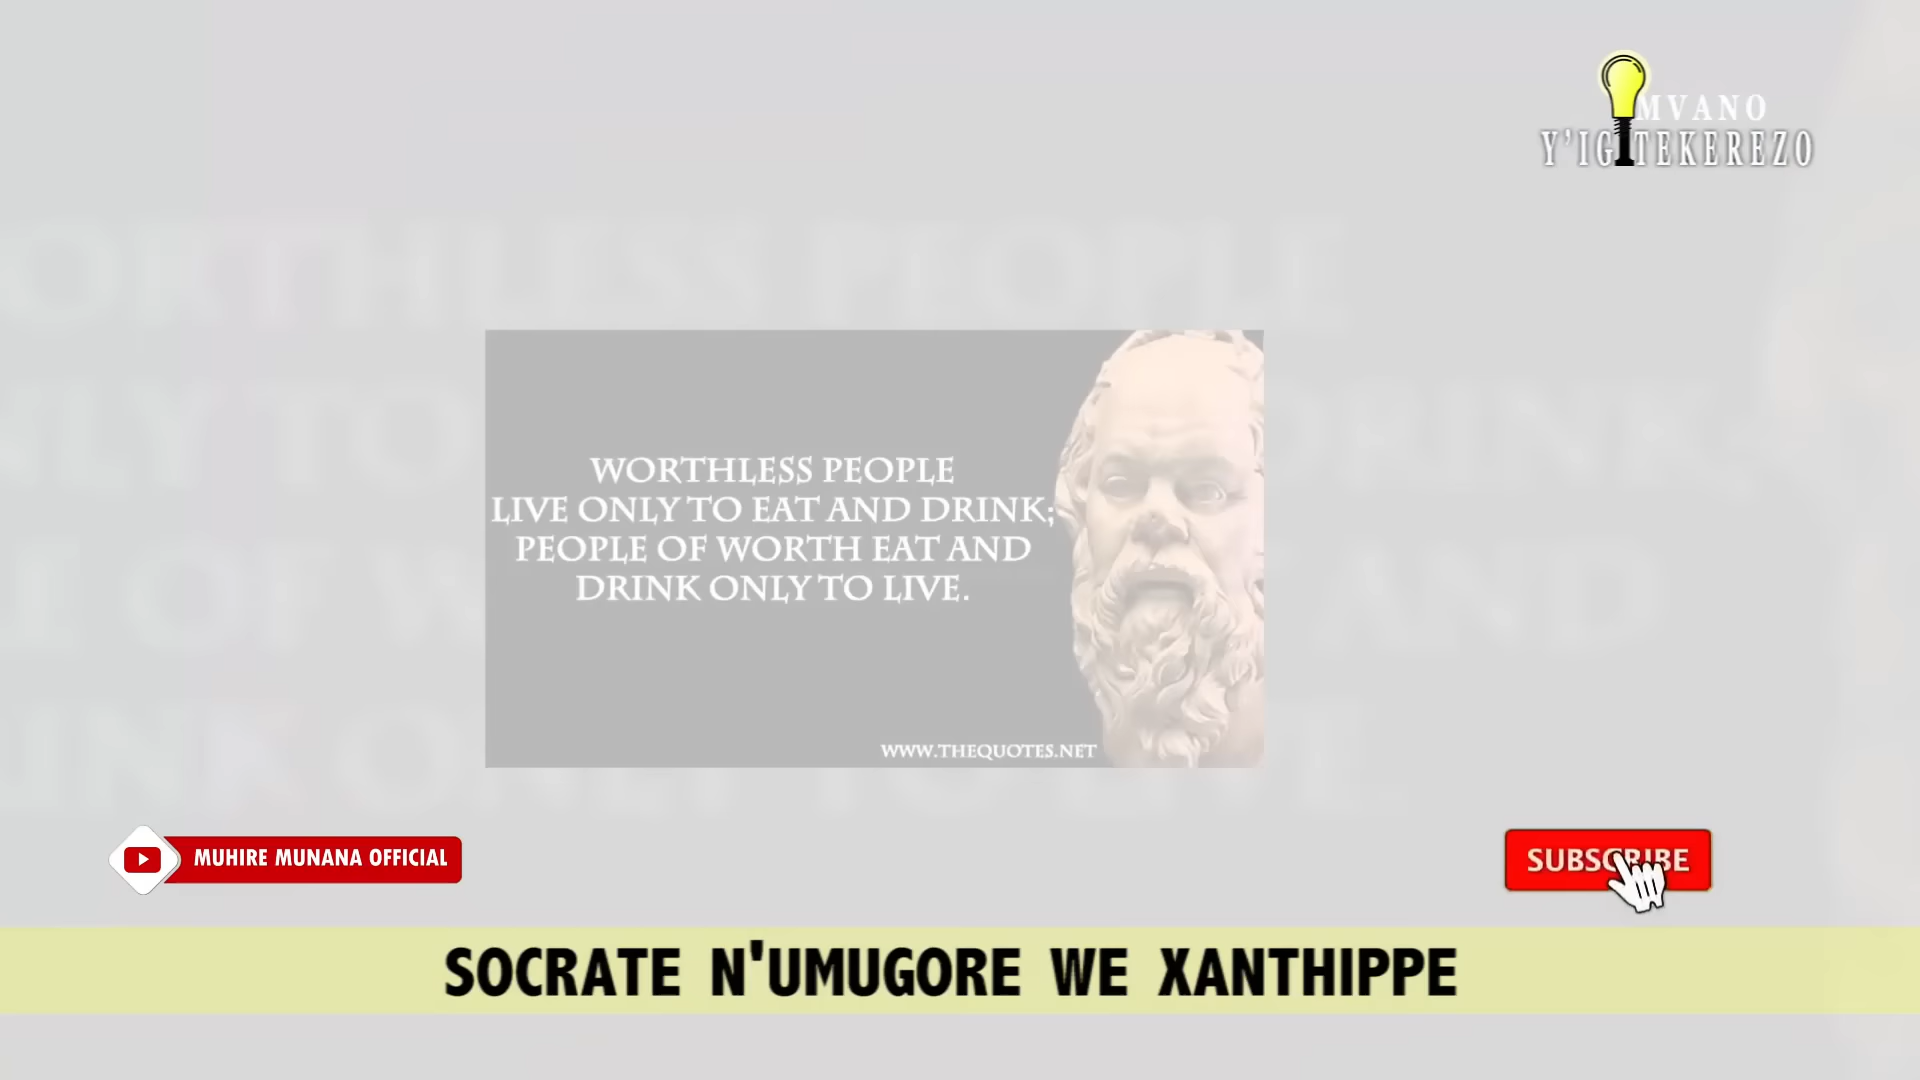 MVANO
Y'IGITEKEREZO
WORTHLESS PEOPLE
LIVE ONLY TO EAT AND DRINK;
PEOPLE OF WORTH EAT AND
DRINK ONLY TO LIVE.
WWW.THEQUOTES.NET
MUHIRE MUNANA OFFICIAL
SUBSCRIBE
SOCRATE N'UMUGORE WE XANTHIPPE